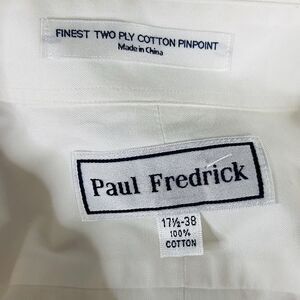 FINEST TWO PLY COTTON PINPOINT
Made in China
Paul Fredrick
17½-38
100%
COTTON